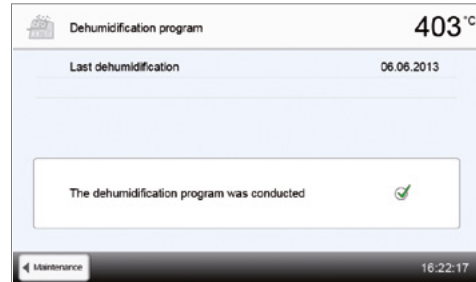 Dehumidification program
403 °C
Last dehumidification 06.06.2013
The dehumidification program was conducted
Maintenance
16:22:17